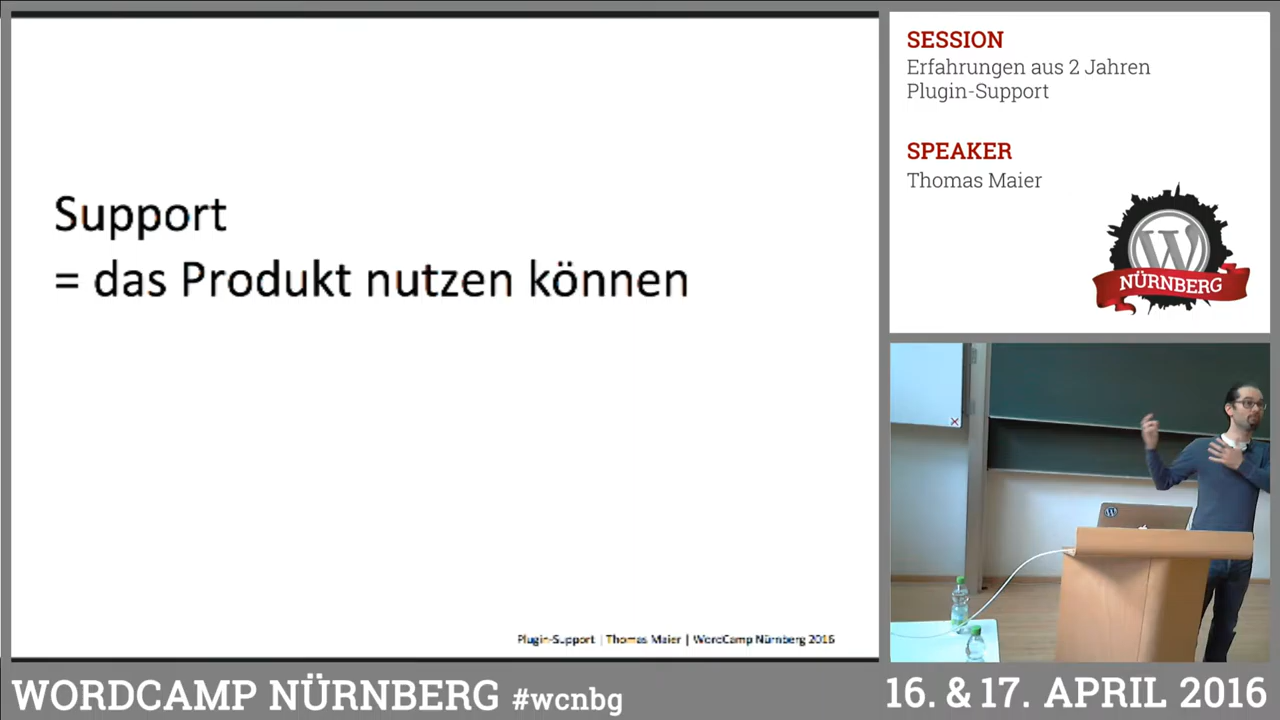 Support
= das Produkt nutzen können
Plugin-Support | Thomas Maier | WordCamp Nürnberg 2016
SESSION
Erfahrungen aus 2 Jahren
Plugin-Support
SPEAKER
Thomas Maier
W
NÜRNBERG
WORDCAMP NÜRNBERG #wcnbg
16. & 17. APRIL 2016